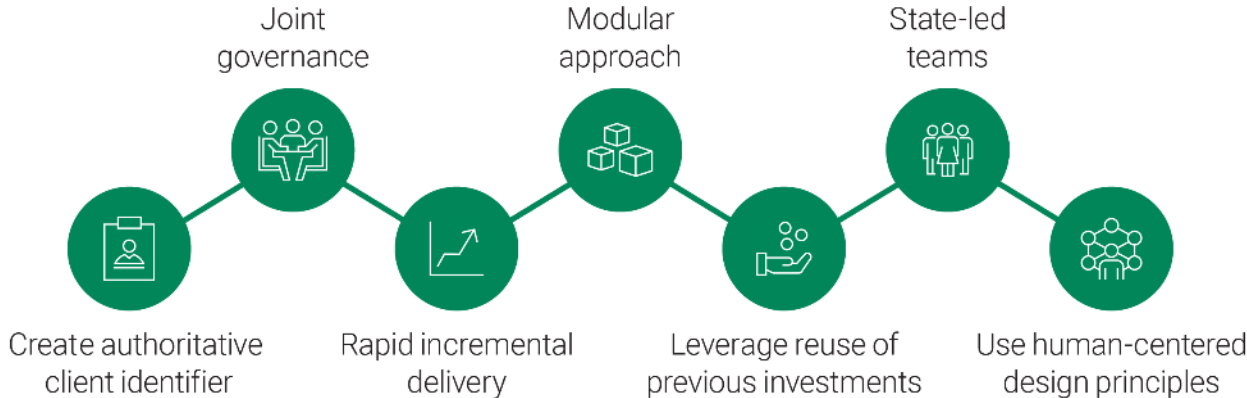 Joint
governance
Modular
approach
State-led
teams
Create authoritative
client identifier
Rapid incremental
delivery
Leverage reuse of
previous investments
Use human-centered
design principles